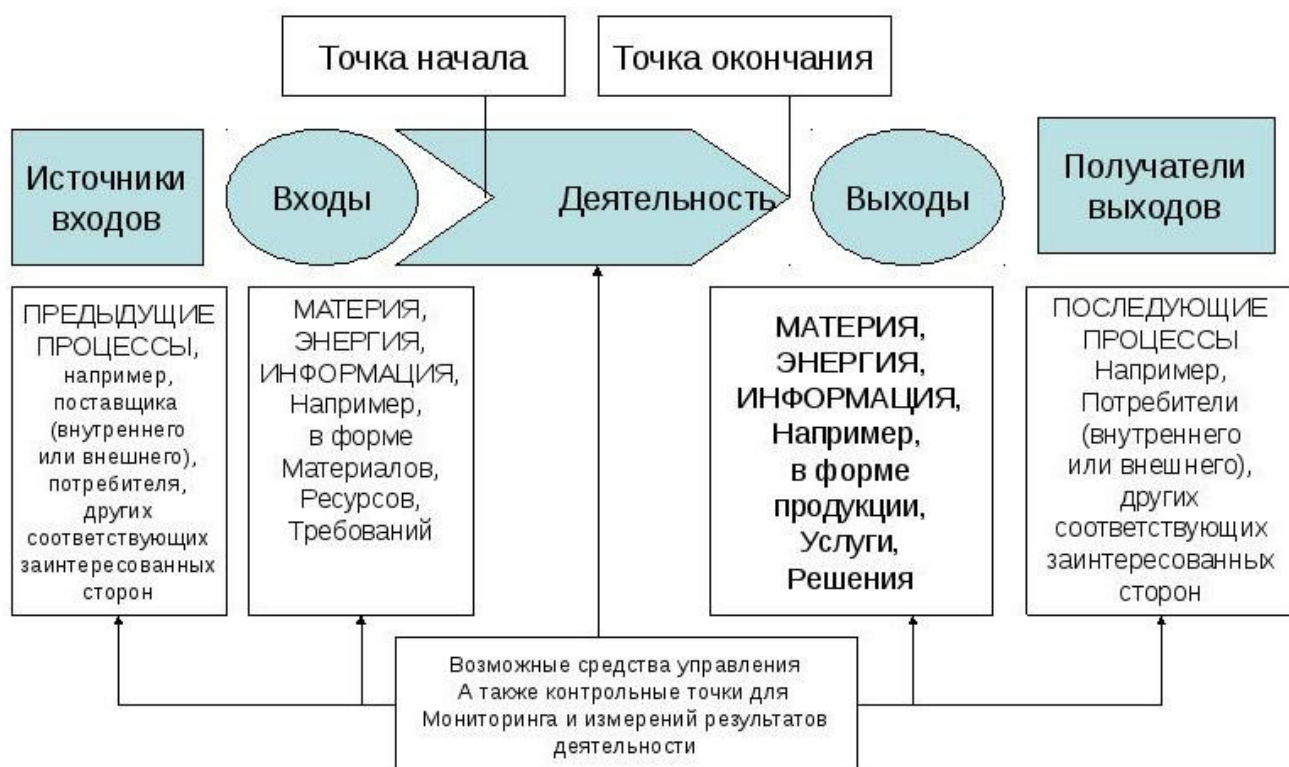 Точка начала
Точка окончания
Источники
входов
Входы
Деятельность
Выходы
Получатели
выходов
ПРЕДЫДУЩИЕ
ПРОЦЕССЫ,
например,
поставщика
(внутреннего
или внешнего),
потребителя,
других
соответствующих
заинтересованных
сторон
МАТЕРИЯ,
ЭНЕРГИЯ,
ИНФОРМАЦИЯ,
Например,
в форме
Материалов,
Ресурсов,
Требований
МАТЕРИЯ,
ЭНЕРГИЯ,
ИНФОРМАЦИЯ,
Например,
в форме
продукции,
Услуги,
Решения
ПОСЛЕДУЮЩИЕ
ПРОЦЕССЫ
Например,
Потребители
(внутреннего
или внешнего),
других
соответствующих
заинтересованных
сторон
Возможные средства управления
А также контрольные точки для
Мониторинга и измерений результатов
деятельности